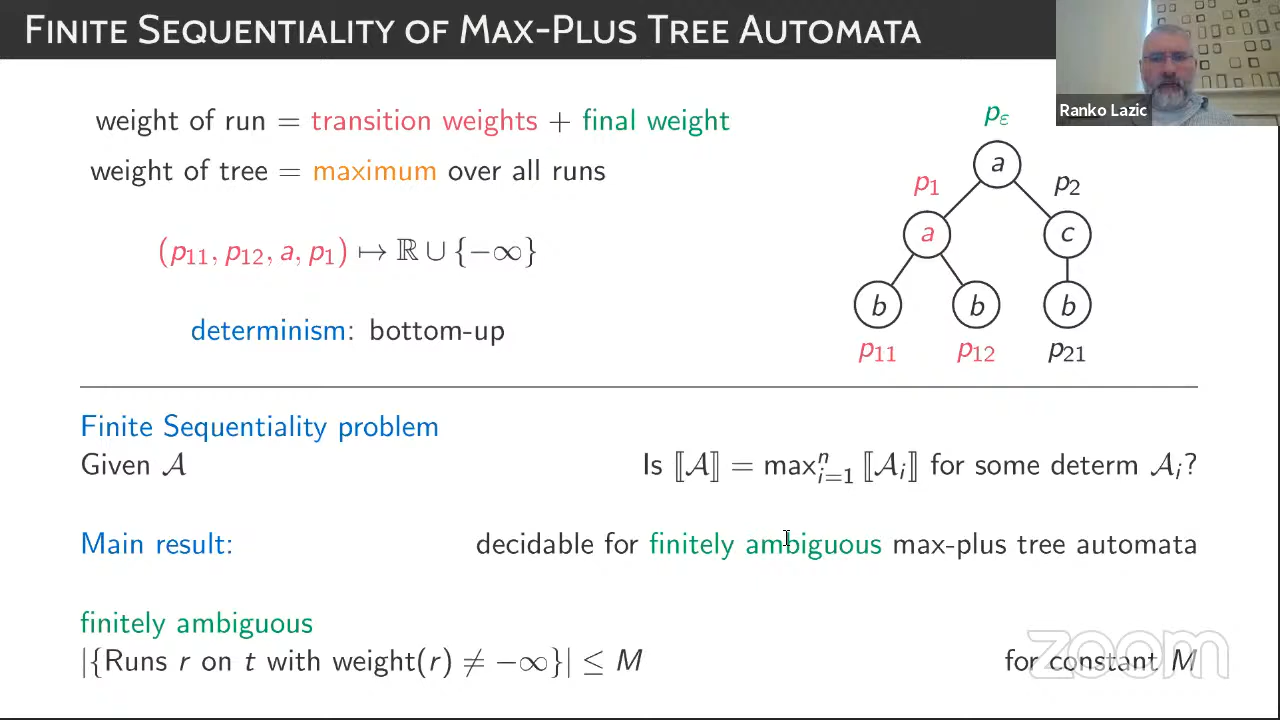 FINITE SEQUENTIALITY OF MAX-PLUS TREE AUTOMATA
Ranko Lazic
weight of run = transition weights + final weight
weight of tree = maximum over all runs
(p₁₁, p₁₂, a, p₁) ↦ ℝ ∪ {−∞}
determinism: bottom-up
pε
a
p₁
p₂
a
c
b
b
b
p₁₁
p₁₂
p₂₁
Finite Sequentiality problem
Given 𝒜 Is ⟦𝒜⟧ = maxⁿᵢ₌₁ ⟦𝒜ᵢ⟧ for some determ 𝒜ᵢ?
Main result: decidable for finitely ambiguous max-plus tree automata
finitely ambiguous
|{Runs r on t with weight(r) ≠ −∞}| ≤ M for constant M
zoom